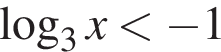 log₃ x < −1